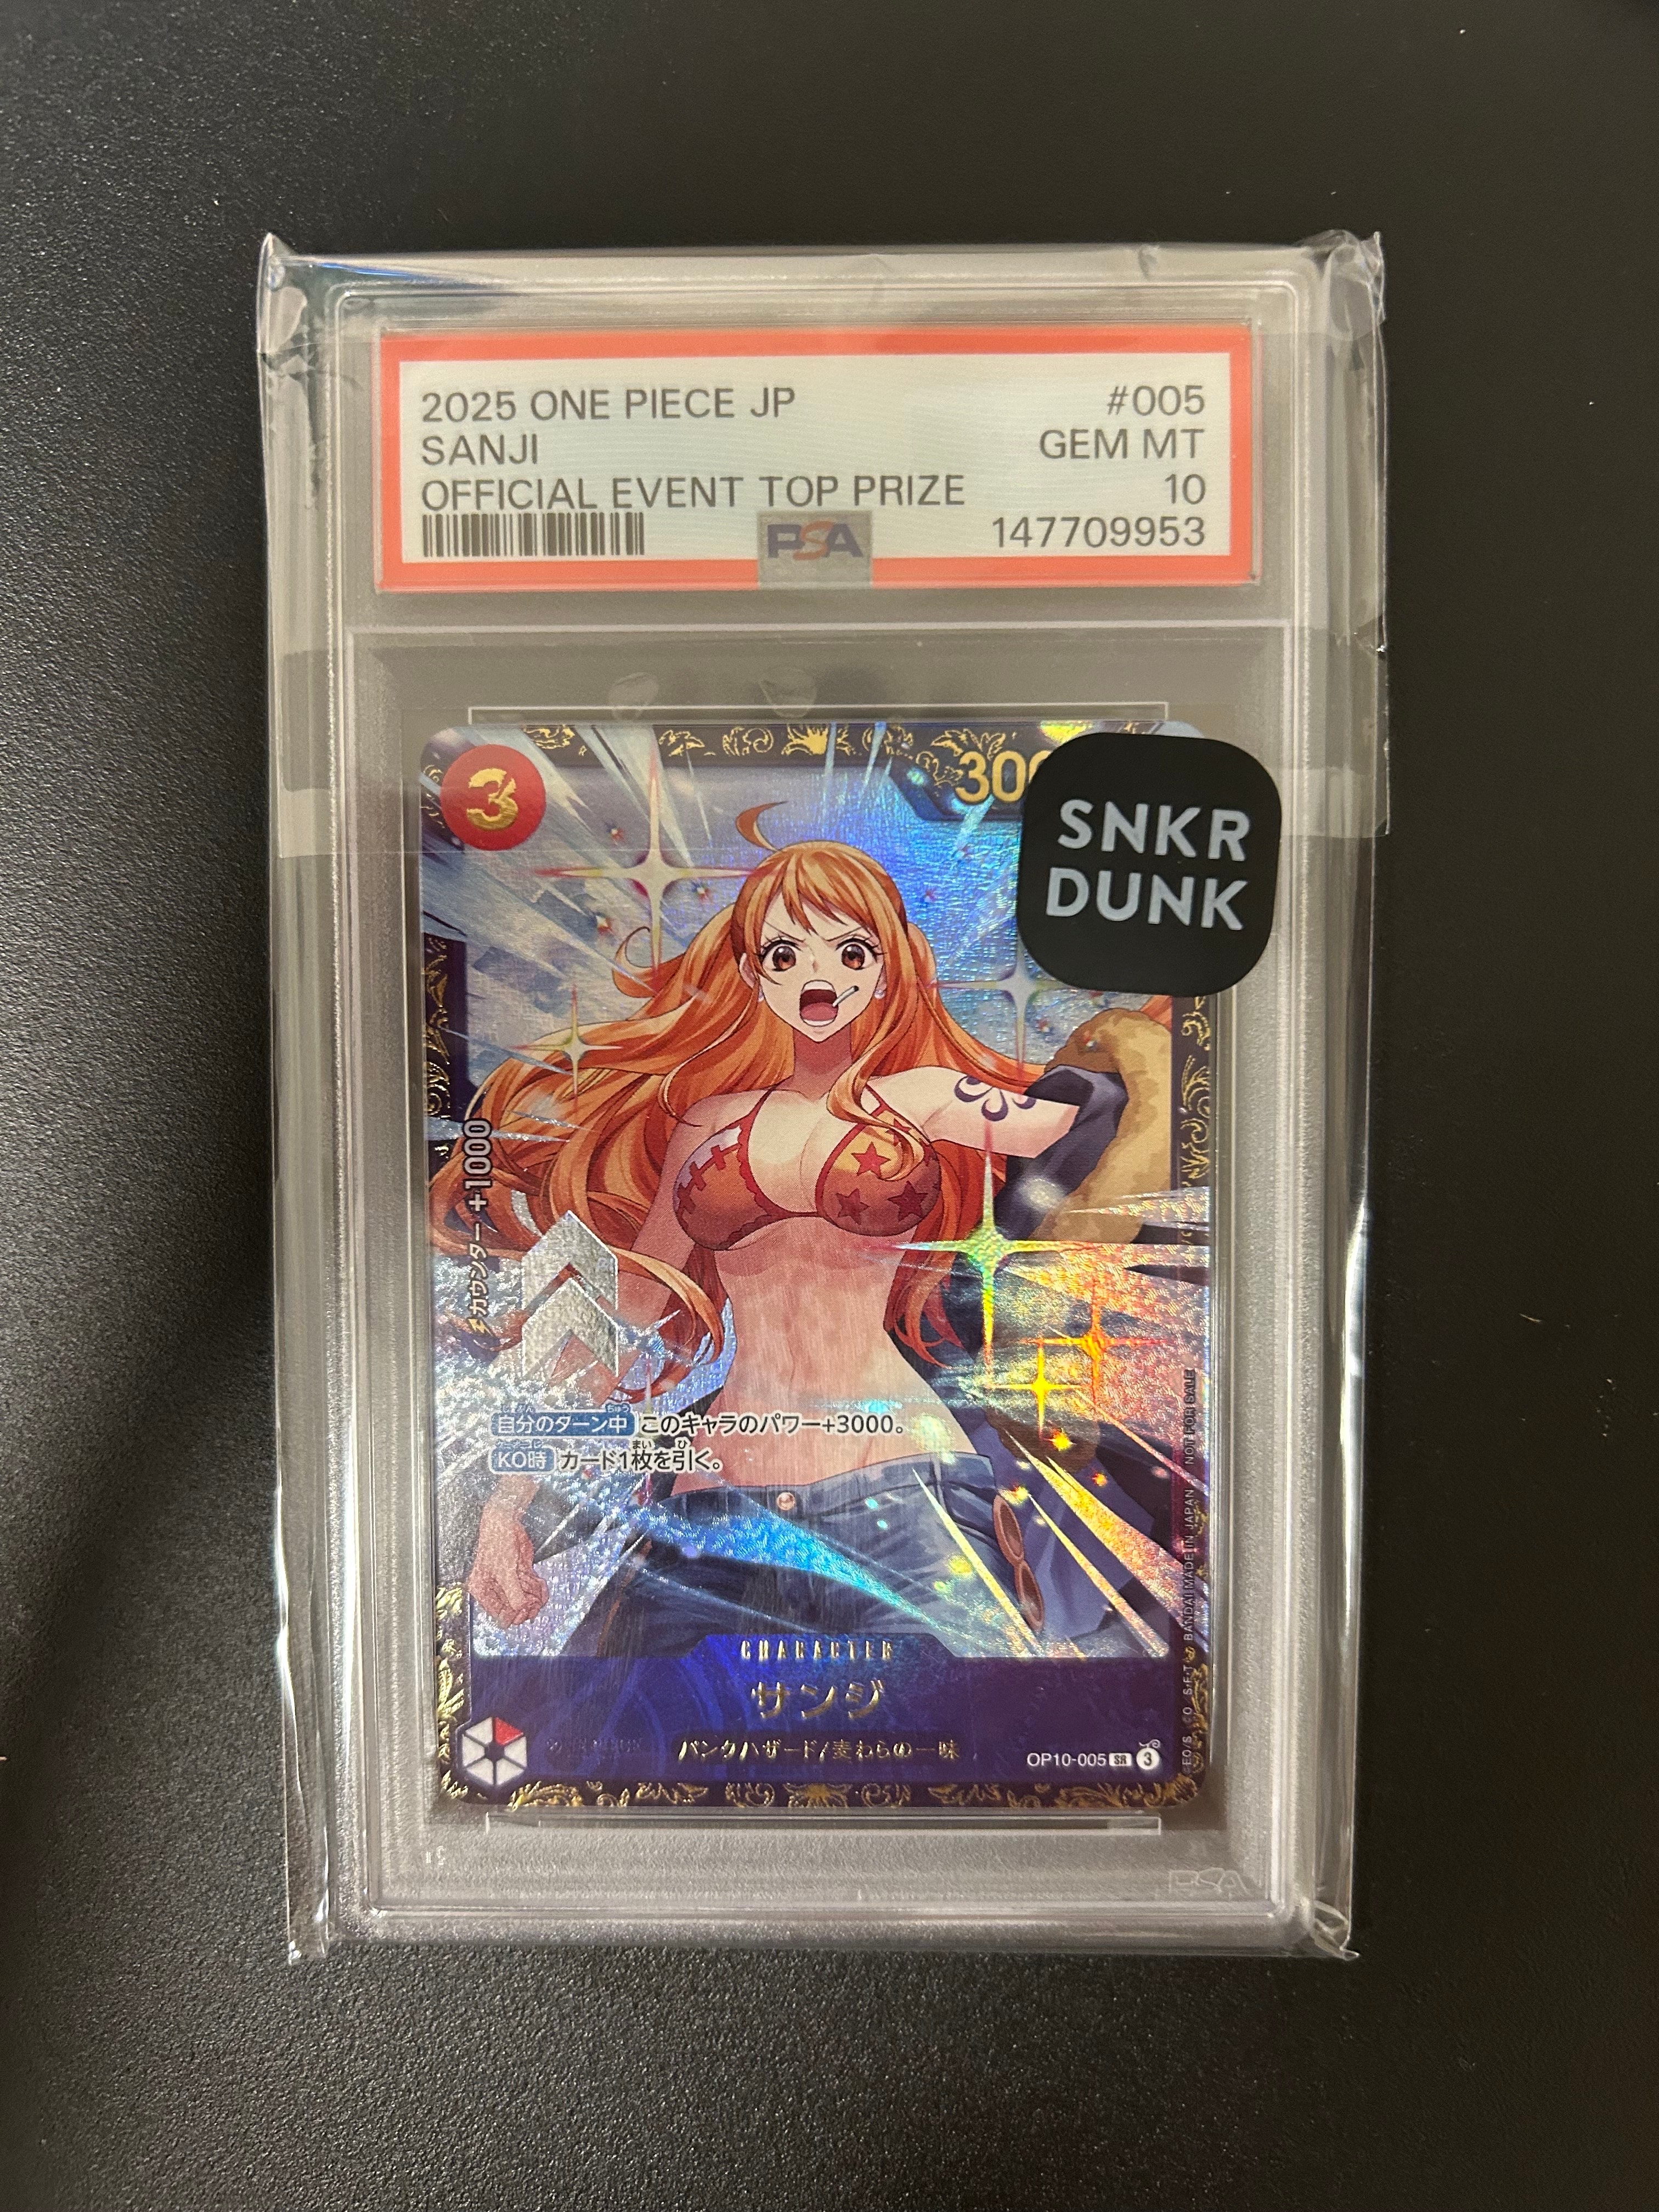 2025 ONE PIECE JP #005
SANJI GEM MT
OFFICIAL EVENT TOP PRIZE 10
PSA 147709953
3
SNKR
DUNK
カウンター +1000
自分のターン中 このキャラのパワー+3000。
KO時 カード1枚を引く。
BANDAI MADE IN JAPAN NOT FOR SALE
CHARACTER
サンジ
パンクハザード/麦わらの一味
OP10-005 SR 3
PSA